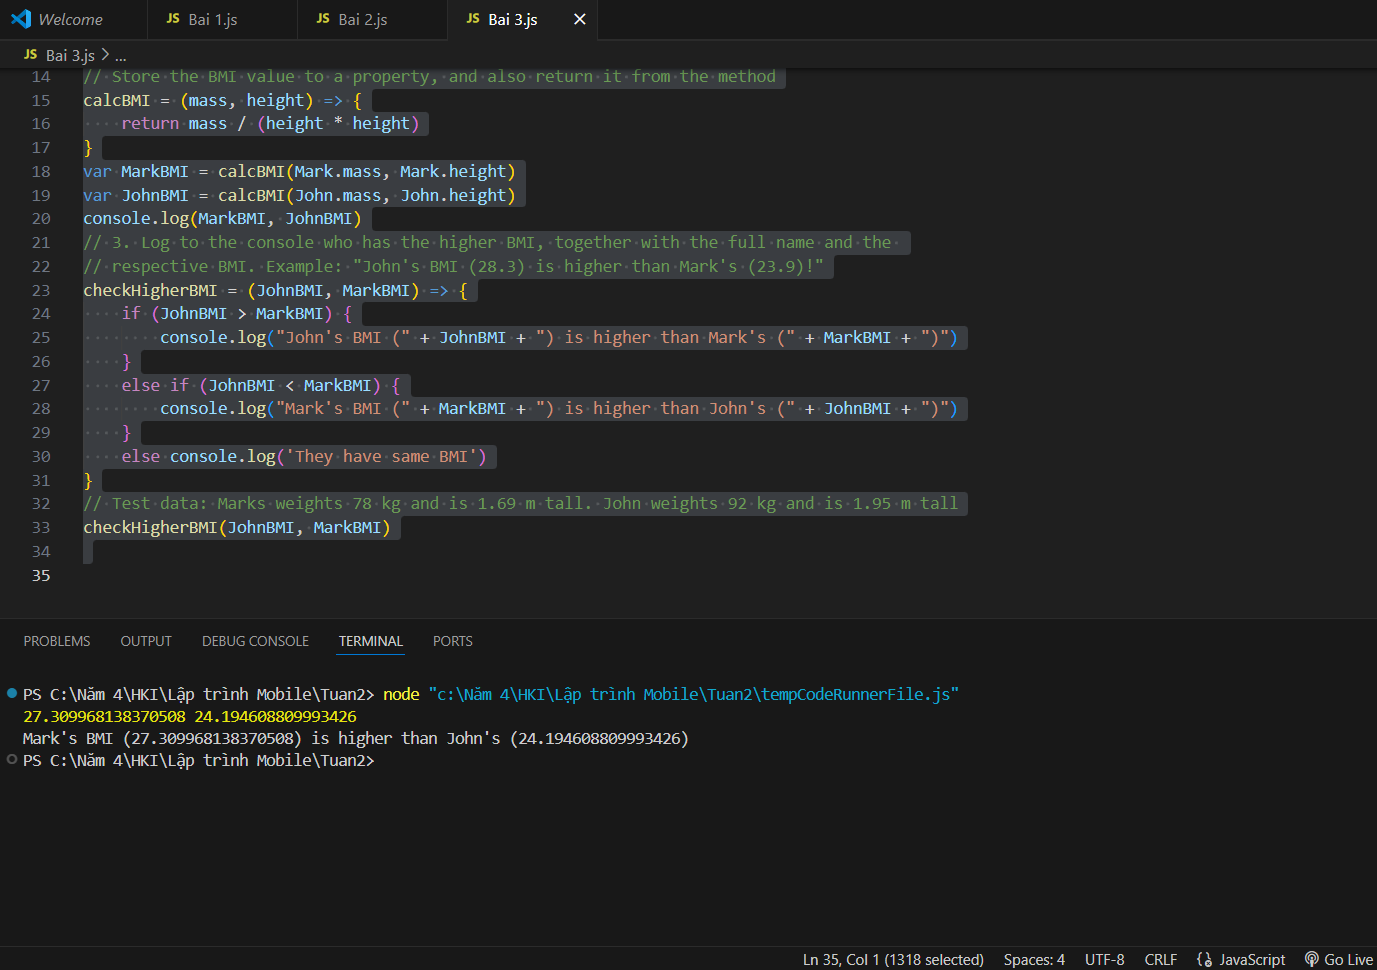 Welcome
JS Bai 1.js
JS Bai 2.js
JS Bai 3.js
JS Bai 3.js > ...
14 // Store the BMI value to a property, and also return it from the method
15 calcBMI = (mass, height) => {
16     return mass / (height * height)
17 }
18 var MarkBMI = calcBMI(Mark.mass, Mark.height)
19 var JohnBMI = calcBMI(John.mass, John.height)
20 console.log(MarkBMI, JohnBMI)
21 // 3. Log to the console who has the higher BMI, together with the full name and the
22 // respective BMI. Example: "John's BMI (28.3) is higher than Mark's (23.9)!"
23 checkHigherBMI = (JohnBMI, MarkBMI) => {
24     if (JohnBMI > MarkBMI) {
25         console.log("John's BMI (" + JohnBMI + ") is higher than Mark's (" + MarkBMI + ")")
26     }
27     else if (JohnBMI < MarkBMI) {
28         console.log("Mark's BMI (" + MarkBMI + ") is higher than John's (" + JohnBMI + ")")
29     }
30     else console.log('They have same BMI')
31 }
32 // Test data: Marks weights 78 kg and is 1.69 m tall. John weights 92 kg and is 1.95 m tall
33 checkHigherBMI(JohnBMI, MarkBMI)
34
35
PROBLEMS OUTPUT DEBUG CONSOLE TERMINAL PORTS
PS C:\Năm 4\HKI\Lập trình Mobile\Tuan2> node "c:\Năm 4\HKI\Lập trình Mobile\Tuan2\tempCodeRunnerFile.js"
27.309968138370508 24.194608809993426
Mark's BMI (27.309968138370508) is higher than John's (24.194608809993426)
PS C:\Năm 4\HKI\Lập trình Mobile\Tuan2>
Ln 35, Col 1 (1318 selected) Spaces: 4 UTF-8 CRLF JavaScript Go Live